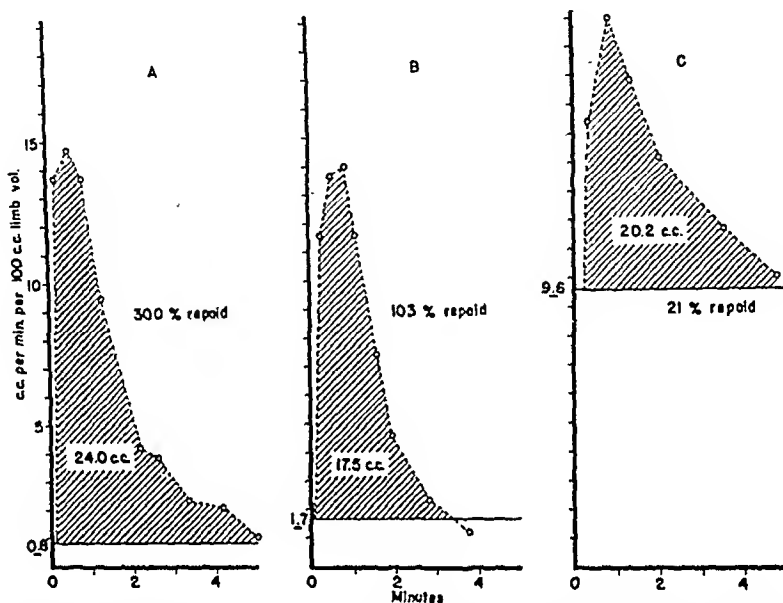 A
B
C
c.c. per min. per 100 c.c. limb vol.
15
10
5
0.8
300 % repaid
24.0 c.c.
0 2 4
103 % repaid
17.5 c.c.
1.7
0 2 4
Minutes
20.2 c.c.
9.6
21 % repaid
0 2 4